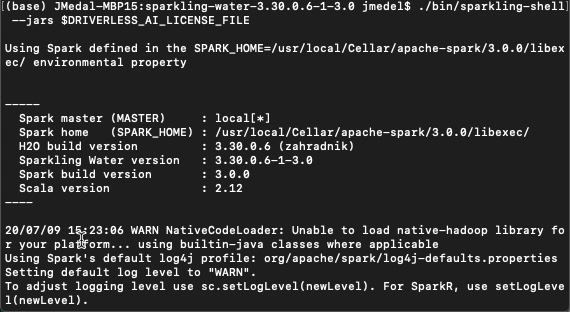 (base) JMedal-MBP15:sparkling-water-3.30.0.6-1-3.0 jmedel$ ./bin/sparkling-shell
--jars $DRIVERLESS_AI_LICENSE_FILE
Using Spark defined in the SPARK_HOME=/usr/local/Cellar/apache-spark/3.0.0/libex
ec/ environmental property
-----
Spark master (MASTER)     : local[*]
Spark home   (SPARK_HOME) : /usr/local/Cellar/apache-spark/3.0.0/libexec/
H2O build version         : 3.30.0.6 (zahradnik)
Sparkling Water version   : 3.30.0.6-1-3.0
Spark build version       : 3.0.0
Scala version             : 2.12
----
20/07/09 15:23:06 WARN NativeCodeLoader: Unable to load native-hadoop library fo
r your platform... using builtin-java classes where applicable
Using Spark's default log4j profile: org/apache/spark/log4j-defaults.properties
Setting default log level to "WARN".
To adjust logging level use sc.setLogLevel(newLevel). For SparkR, use setLogLeve
l(newLevel).